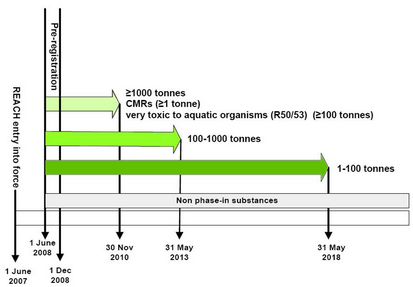 REACH entry into force
Pre-registration
≥1000 tonnes
CMRs (≥1 tonne)
very toxic to aquatic organisms (R50/53) (≥100 tonnes)
100-1000 tonnes
1-100 tonnes
Non phase-in substances
1 June
2007
1 June
2008
1 Dec
2008
30 Nov
2010
31 May
2013
31 May
2018